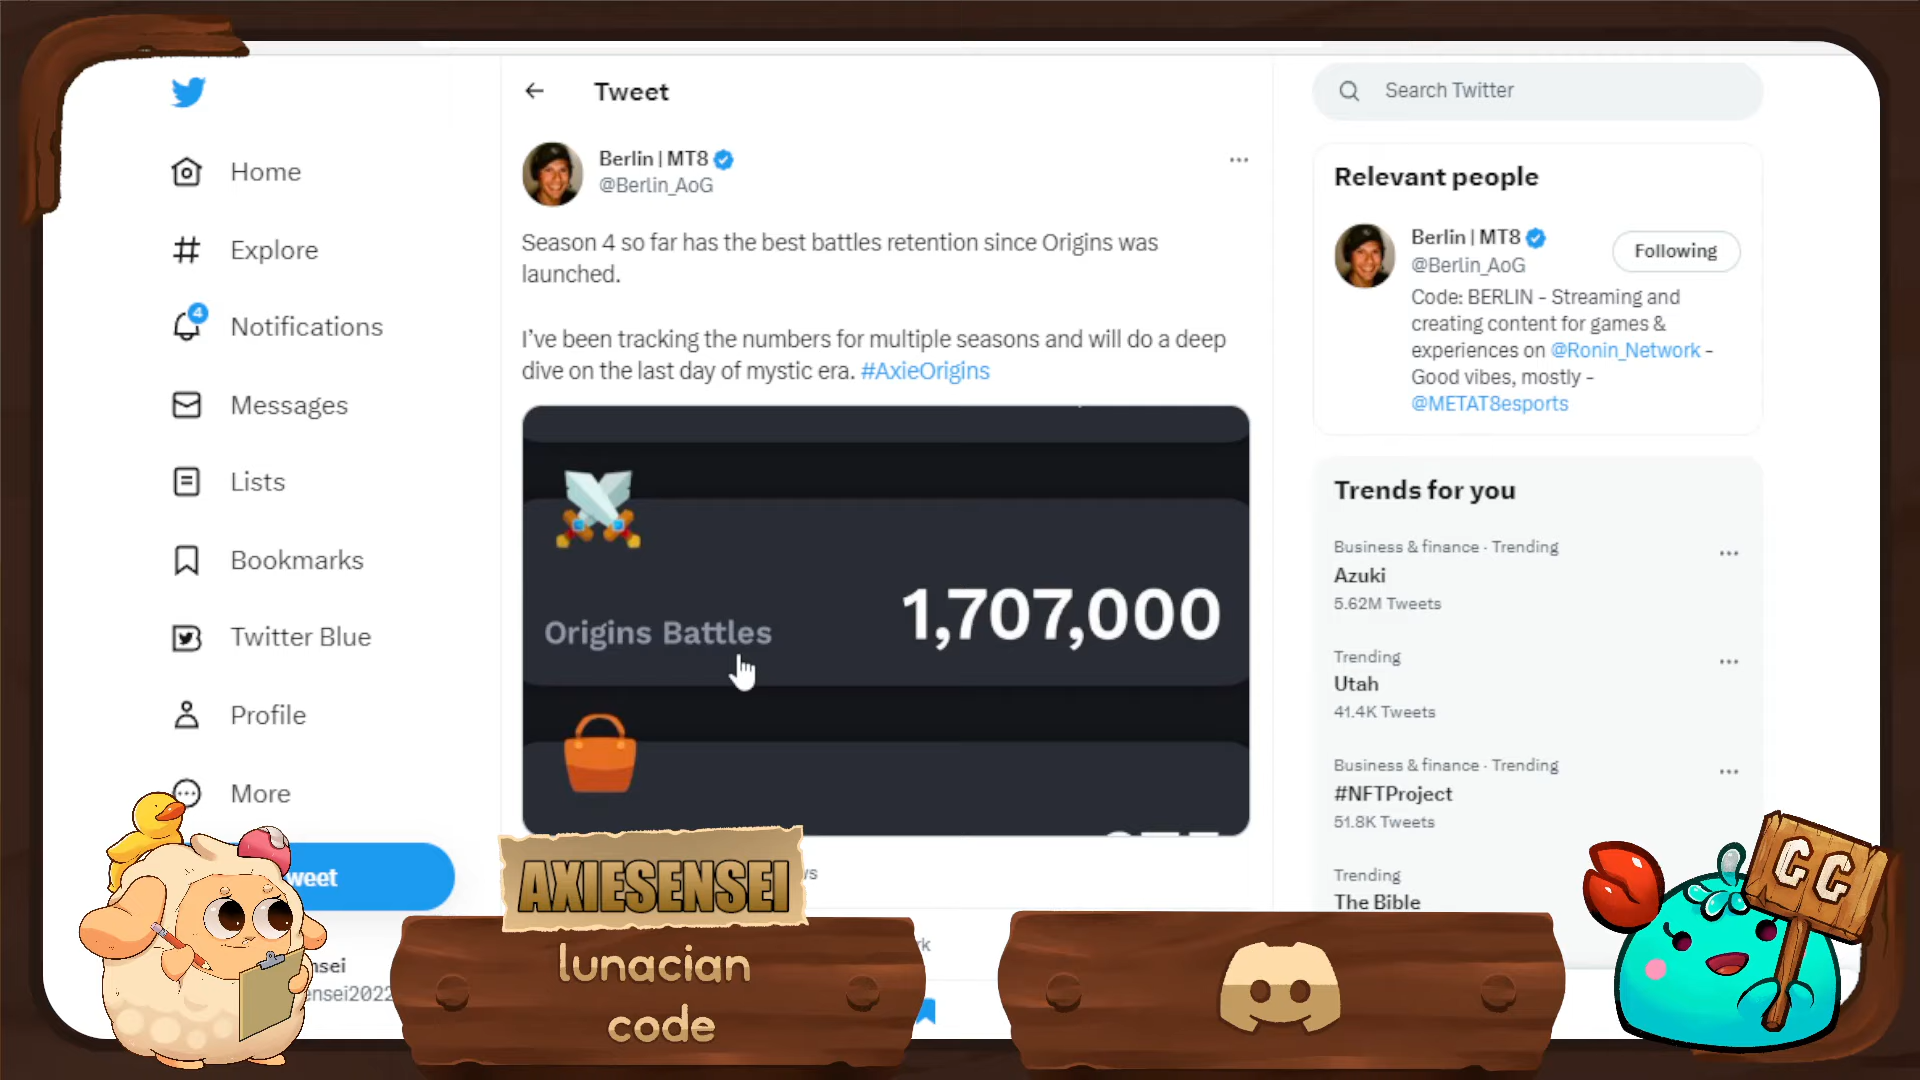 Home
Explore
4
Notifications
Messages
Lists
Bookmarks
Twitter Blue
Profile
More
Tweet
Berlin | MT8
@Berlin_AoG
Season 4 so far has the best battles retention since Origins was
launched.
I've been tracking the numbers for multiple seasons and will do a deep
dive on the last day of mystic era. #AxieOrigins
Origins Battles
1,707,000
Search Twitter
Relevant people
Berlin | MT8
@Berlin_AoG
Following
Code: BERLIN - Streaming and
creating content for games &
experiences on @Ronin_Network -
Good vibes, mostly -
@METAT8esports
Trends for you
Business & finance · Trending
Azuki
5.62M Tweets
Trending
Utah
41.4K Tweets
Business & finance · Trending
#NFTProject
51.8K Tweets
Trending
The Bible
AXIESENSEI
lunacian
code
CC